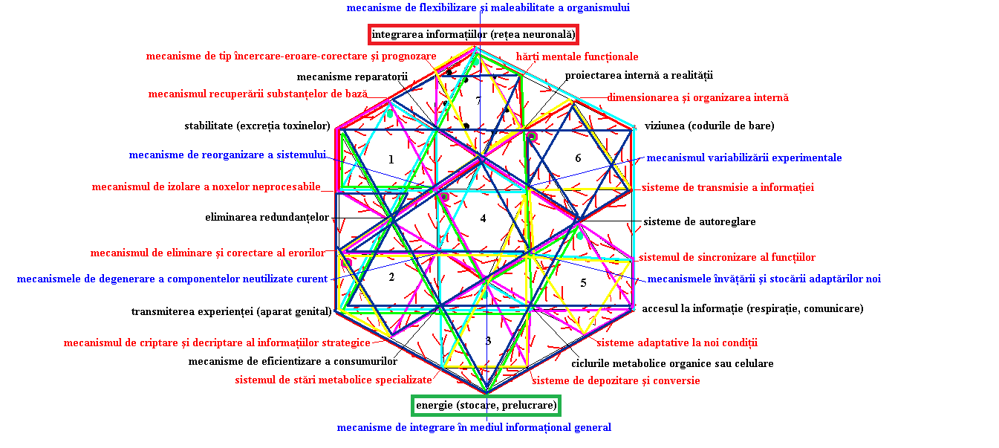 mecanisme de flexibilizare și maleabilitate a organismului
integrarea informațiilor (rețea neuronală)
mecanisme de tip încercare-eroare-corectare și prognozare
hărți mentale funcționale
mecanisme reparatorii
proiectarea internă a realității
mecanismul recuperării substanțelor de bază
dimensionarea și organizarea internă
7
stabilitate (excreția toxinelor)
viziunea (codurile de bare)
mecanisme de reorganizare a sistemului
1
6
mecanismul variabilizării experimentale
mecanismul de izolare a noxelor neprocesabile
sisteme de transmisie a informației
eliminarea redundanțelor
4
sisteme de autoreglare
mecanismul de eliminare și corectare al erorilor
sistemul de sincronizare al funcțiilor
mecanismele de degenerare a componentelor neutilizate curent
2
5
mecanismele învățării și stocării adaptărilor noi
transmiterea experienței (aparat genital)
accesul la informație (respirație, comunicare)
mecanismul de criptare și decriptare al informațiilor strategice
3
sisteme adaptative la noi condiții
mecanisme de eficientizare a consumurilor
ciclurile metabolice organice sau celulare
sistemul de stări metabolice specializate
sisteme de depozitare și conversie
energie (stocare, prelucrare)
mecanisme de integrare în mediul informațional general